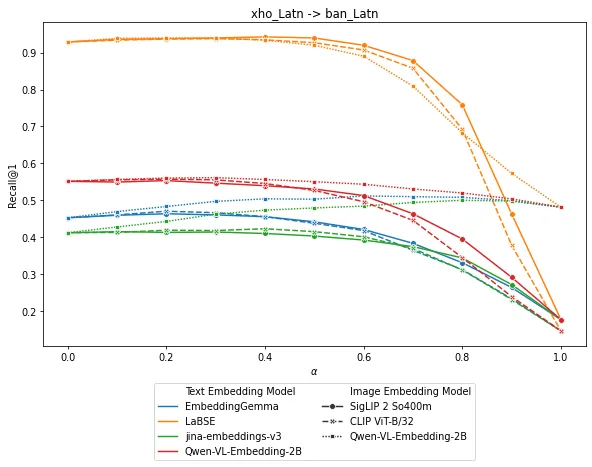 xho_Latn -> ban_Latn
Recall@1
0.9
0.8
0.7
0.6
0.5
0.4
0.3
0.2
0.0 0.2 0.4 0.6 0.8 1.0
α
Text Embedding Model Image Embedding Model
EmbeddingGemma SigLIP 2 So400m
LaBSE CLIP ViT-B/32
jina-embeddings-v3 Qwen-VL-Embedding-2B
Qwen-VL-Embedding-2B